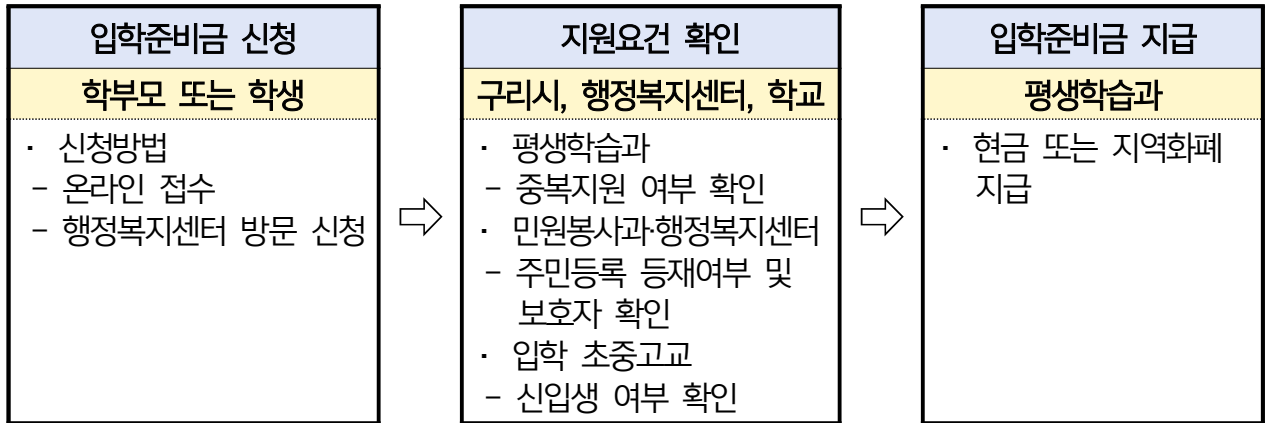 입학준비금 신청
학부모 또는 학생
· 신청방법
- 온라인 접수
- 행정복지센터 방문 신청
⇨
지원요건 확인
구리시, 행정복지센터, 학교
· 평생학습과
- 중복지원 여부 확인
· 민원봉사과·행정복지센터
- 주민등록 등재여부 및
보호자 확인
· 입학 초중고교
- 신입생 여부 확인
⇨
입학준비금 지급
평생학습과
· 현금 또는 지역화폐
지급